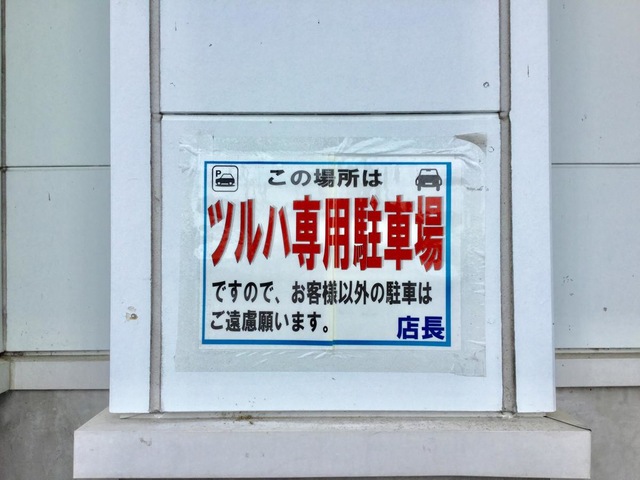 P
この場所は
ツルハ専用駐車場
ですので、お客様以外の駐車は
ご遠慮願います。
店長